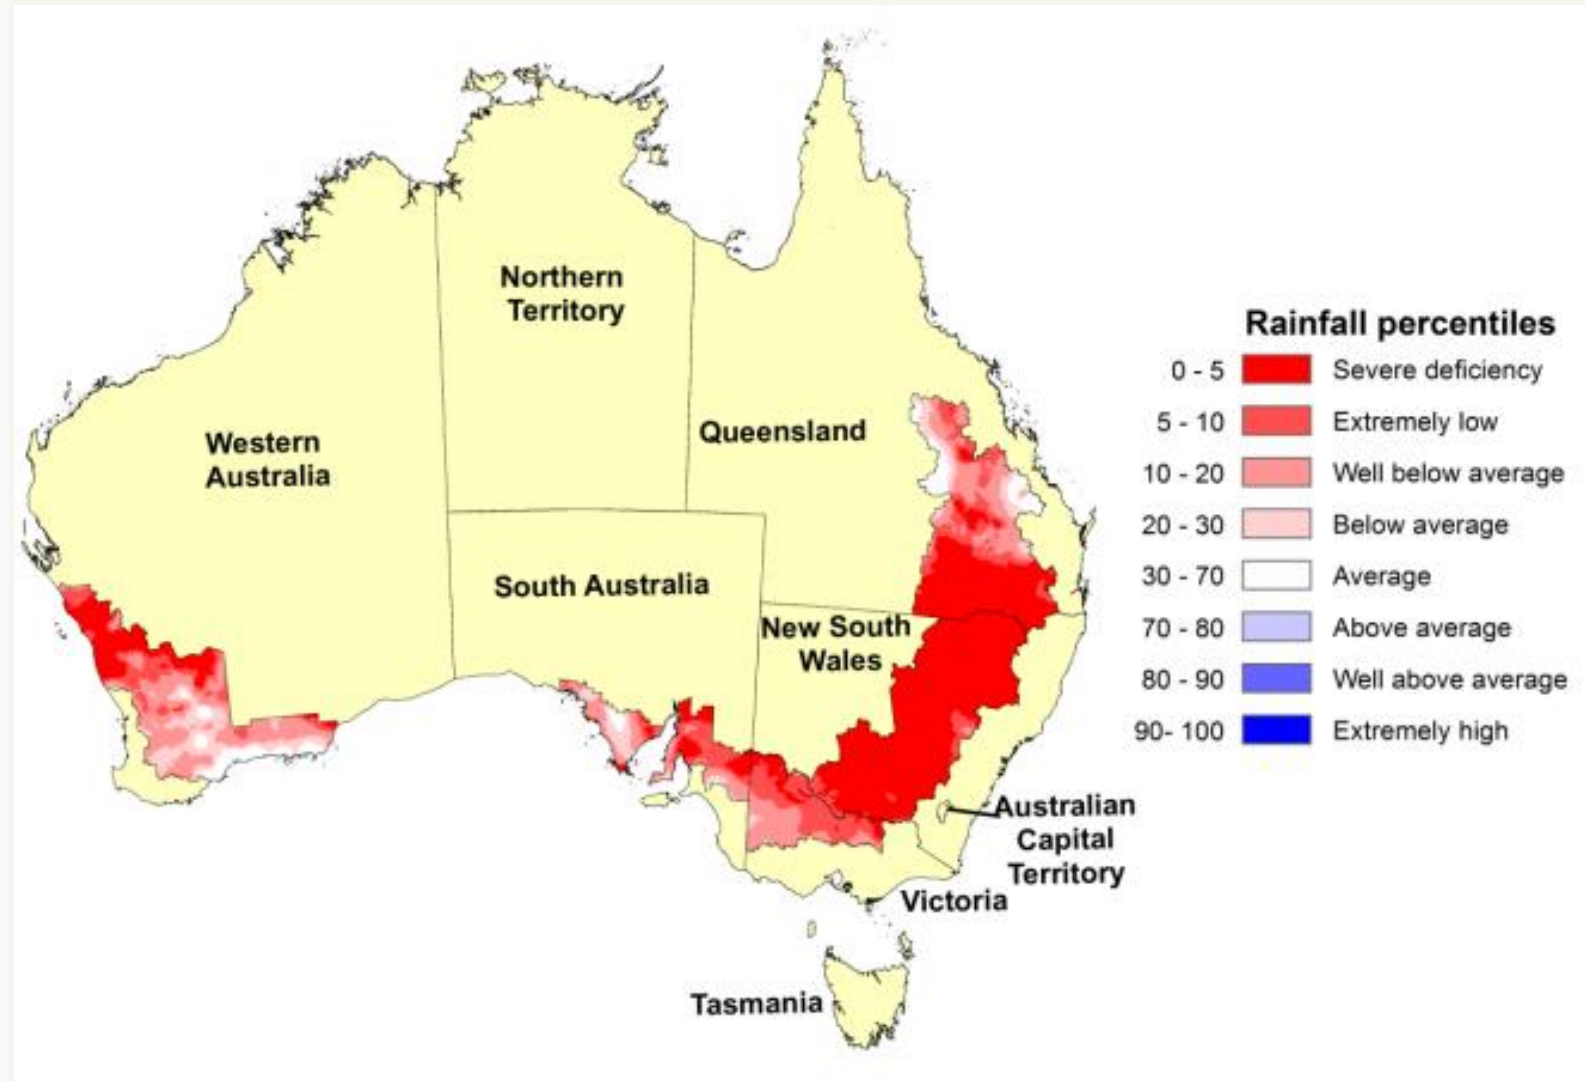 Northern
Territory
Western
Australia
Queensland
South Australia
New South
Wales
Australian
Capital
Territory
Victoria
Tasmania
Rainfall percentiles
0 - 5 Severe deficiency
5 - 10 Extremely low
10 - 20 Well below average
20 - 30 Below average
30 - 70 Average
70 - 80 Above average
80 - 90 Well above average
90- 100 Extremely high